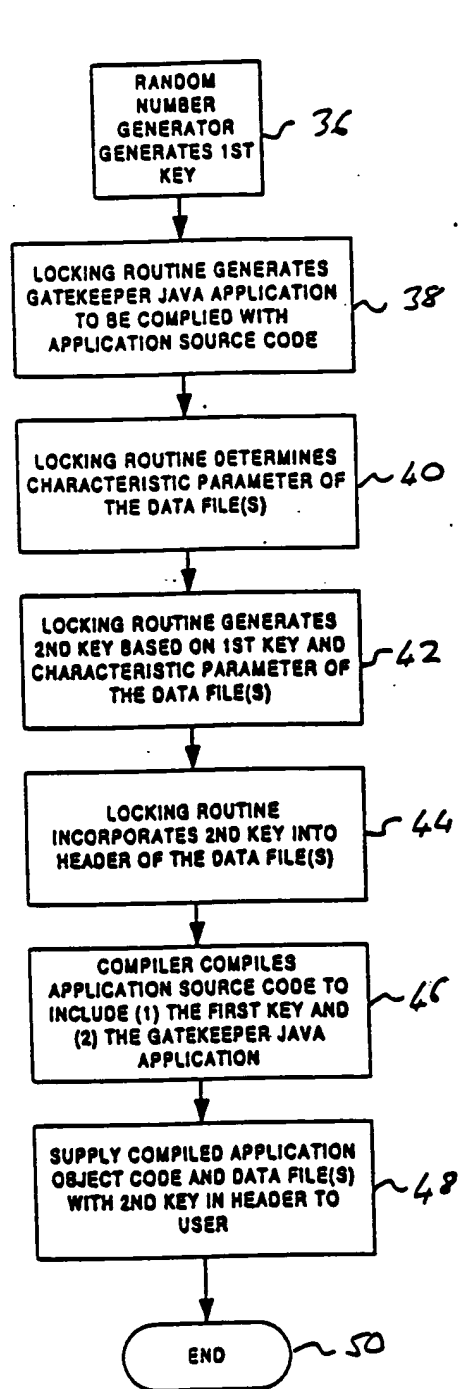 RANDOM
NUMBER
GENERATOR
GENERATES 1ST
KEY
36
LOCKING ROUTINE GENERATES
GATEKEEPER JAVA APPLICATION
TO BE COMPLIED WITH
APPLICATION SOURCE CODE
38
LOCKING ROUTINE DETERMINES
CHARACTERISTIC PARAMETER OF
THE DATA FILE(S)
40
LOCKING ROUTINE GENERATES
2ND KEY BASED ON 1ST KEY AND
CHARACTERISTIC PARAMETER OF
THE DATA FILE(S)
42
LOCKING ROUTINE
INCORPORATES 2ND KEY INTO
HEADER OF THE DATA FILE(S)
44
COMPILER COMPILES
APPLICATION SOURCE CODE TO
INCLUDE (1) THE FIRST KEY AND
(2) THE GATEKEEPER JAVA
APPLICATION
46
SUPPLY COMPILED APPLICATION
OBJECT CODE AND DATA FILE(S)
WITH 2ND KEY IN HEADER TO
USER
48
END
50